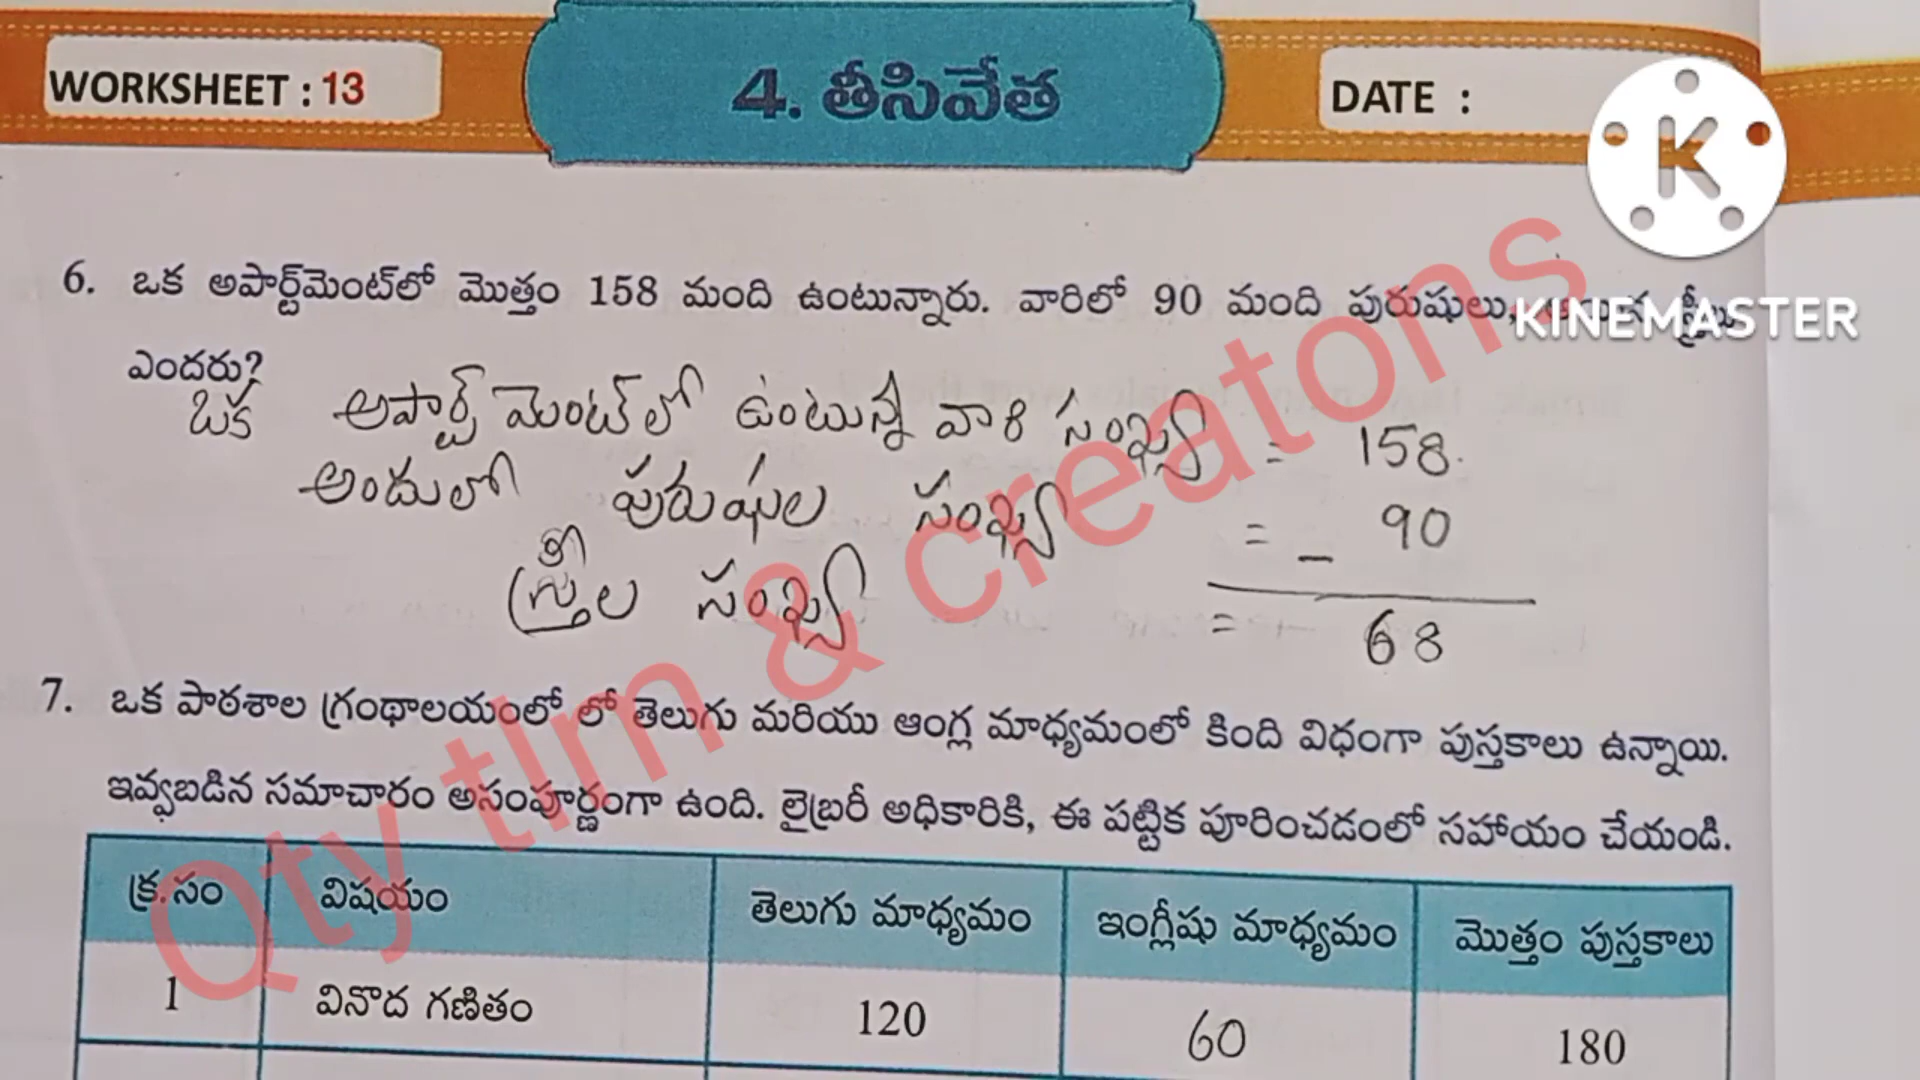 WORKSHEET : 13
4. తీసివేత
DATE :
KINEMASTER
6. ఒక అపార్ట్‌మెంట్‌లో మొత్తం 158 మంది ఉంటున్నారు. వారిలో 90 మంది పురుషులు,
ఎందరు?
ఒక అపార్ట్ మెంట్‌లో ఉంటున్న వారి సంఖ్య = 158
అందులో పురుషుల సంఖ్య = - 90
స్త్రీల సంఖ్య = 68
7. ఒక పాఠశాల గ్రంథాలయంలో లో తెలుగు మరియు ఆంగ్ల మాధ్యమంలో కింది విధంగా పుస్తకాలు ఉన్నాయి.
ఇవ్వబడిన సమాచారం అసంపూర్ణంగా ఉంది. లైబ్రరీ అధికారికి, ఈ పట్టిక పూరించడంలో సహాయం చేయండి.
క్ర.సం విషయం తెలుగు మాధ్యమం ఇంగ్లీషు మాధ్యమం మొత్తం పుస్తకాలు
1 వినొద గణితం 120 60 180
Qty tlm & creatons